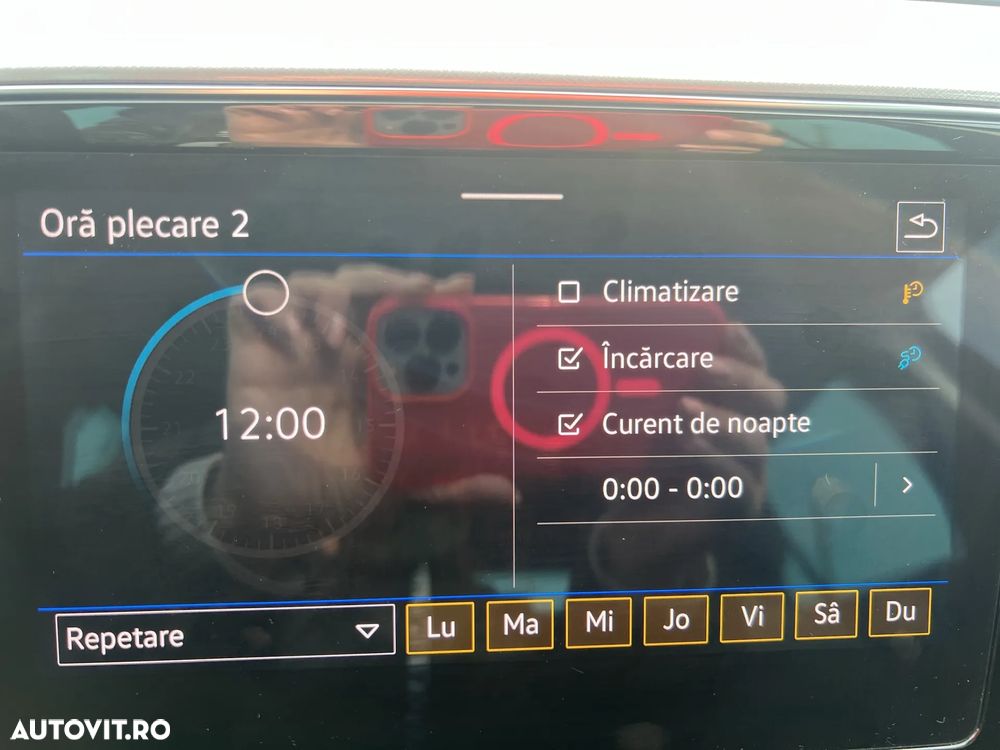 Oră plecare 2
Climatizare
Încărcare
12:00
Curent de noapte
0:00 - 0:00
Repetare
Lu Ma Mi Jo Vi Sâ Du
AUTOVIT.RO